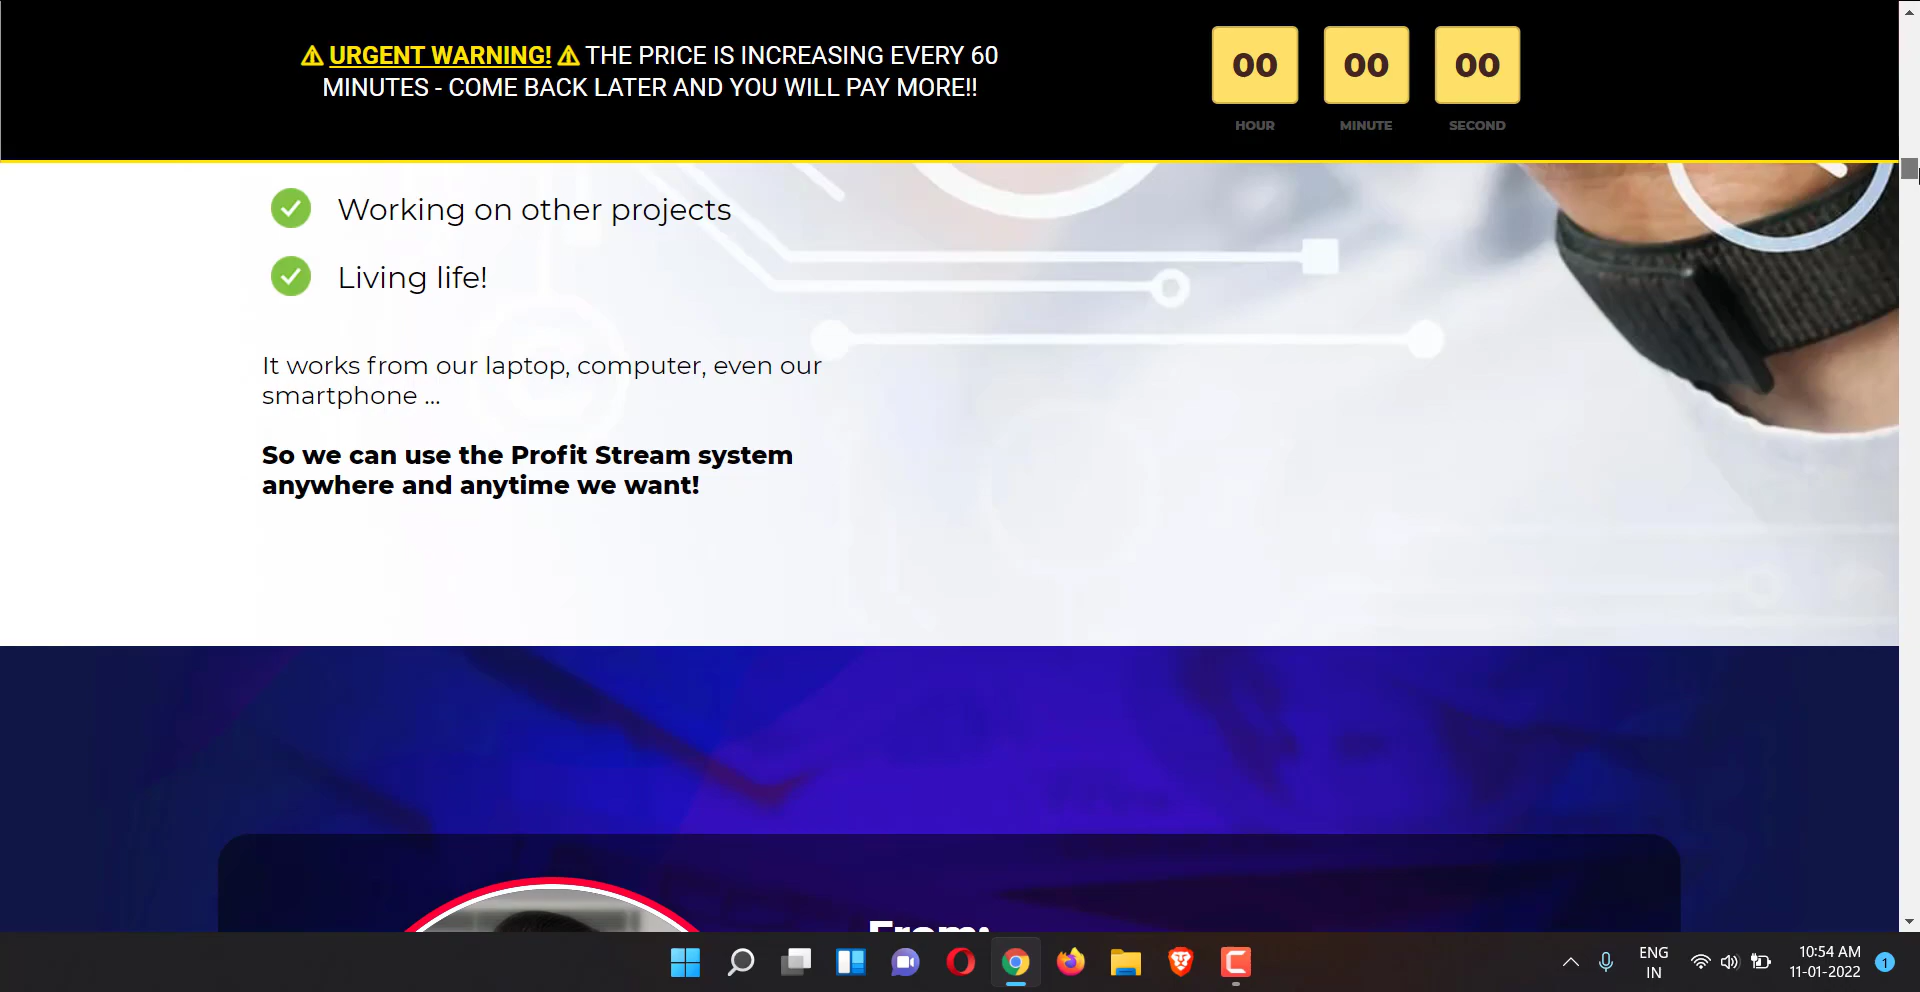 ⚠ URGENT WARNING! ⚠ THE PRICE IS INCREASING EVERY 60
MINUTES - COME BACK LATER AND YOU WILL PAY MORE!!
00 00 00
HOUR MINUTE SECOND
Working on other projects
Living life!
It works from our laptop, computer, even our
smartphone ...
So we can use the Profit Stream system
anywhere and anytime we want!
From:
ENG
IN
10:54 AM
11-01-2022
1